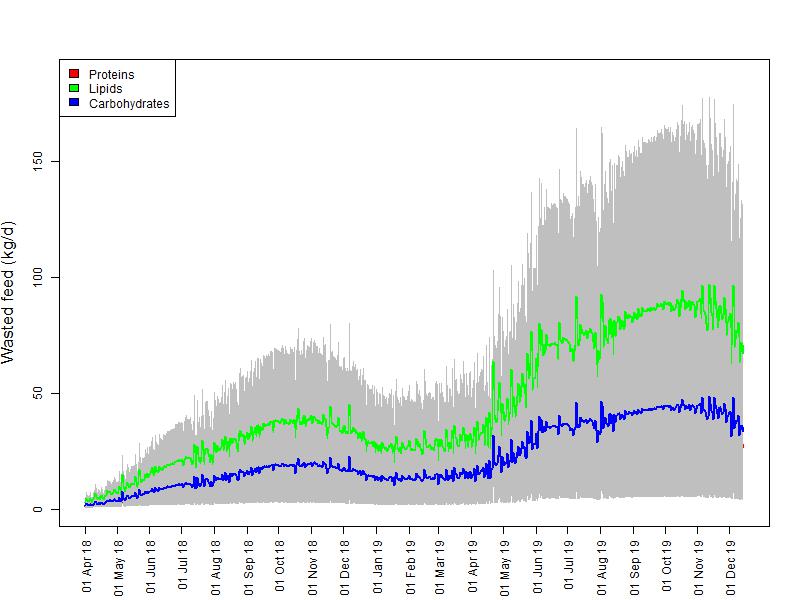 Proteins
Lipids
Carbohydrates
Wasted feed (kg/d)
150
100
50
0
01 Apr 18
01 May 18
01 Jun 18
01 Jul 18
01 Aug 18
01 Sep 18
01 Oct 18
01 Nov 18
01 Dec 18
01 Jan 19
01 Feb 19
01 Mar 19
01 Apr 19
01 May 19
01 Jun 19
01 Jul 19
01 Aug 19
01 Sep 19
01 Oct 19
01 Nov 19
01 Dec 19